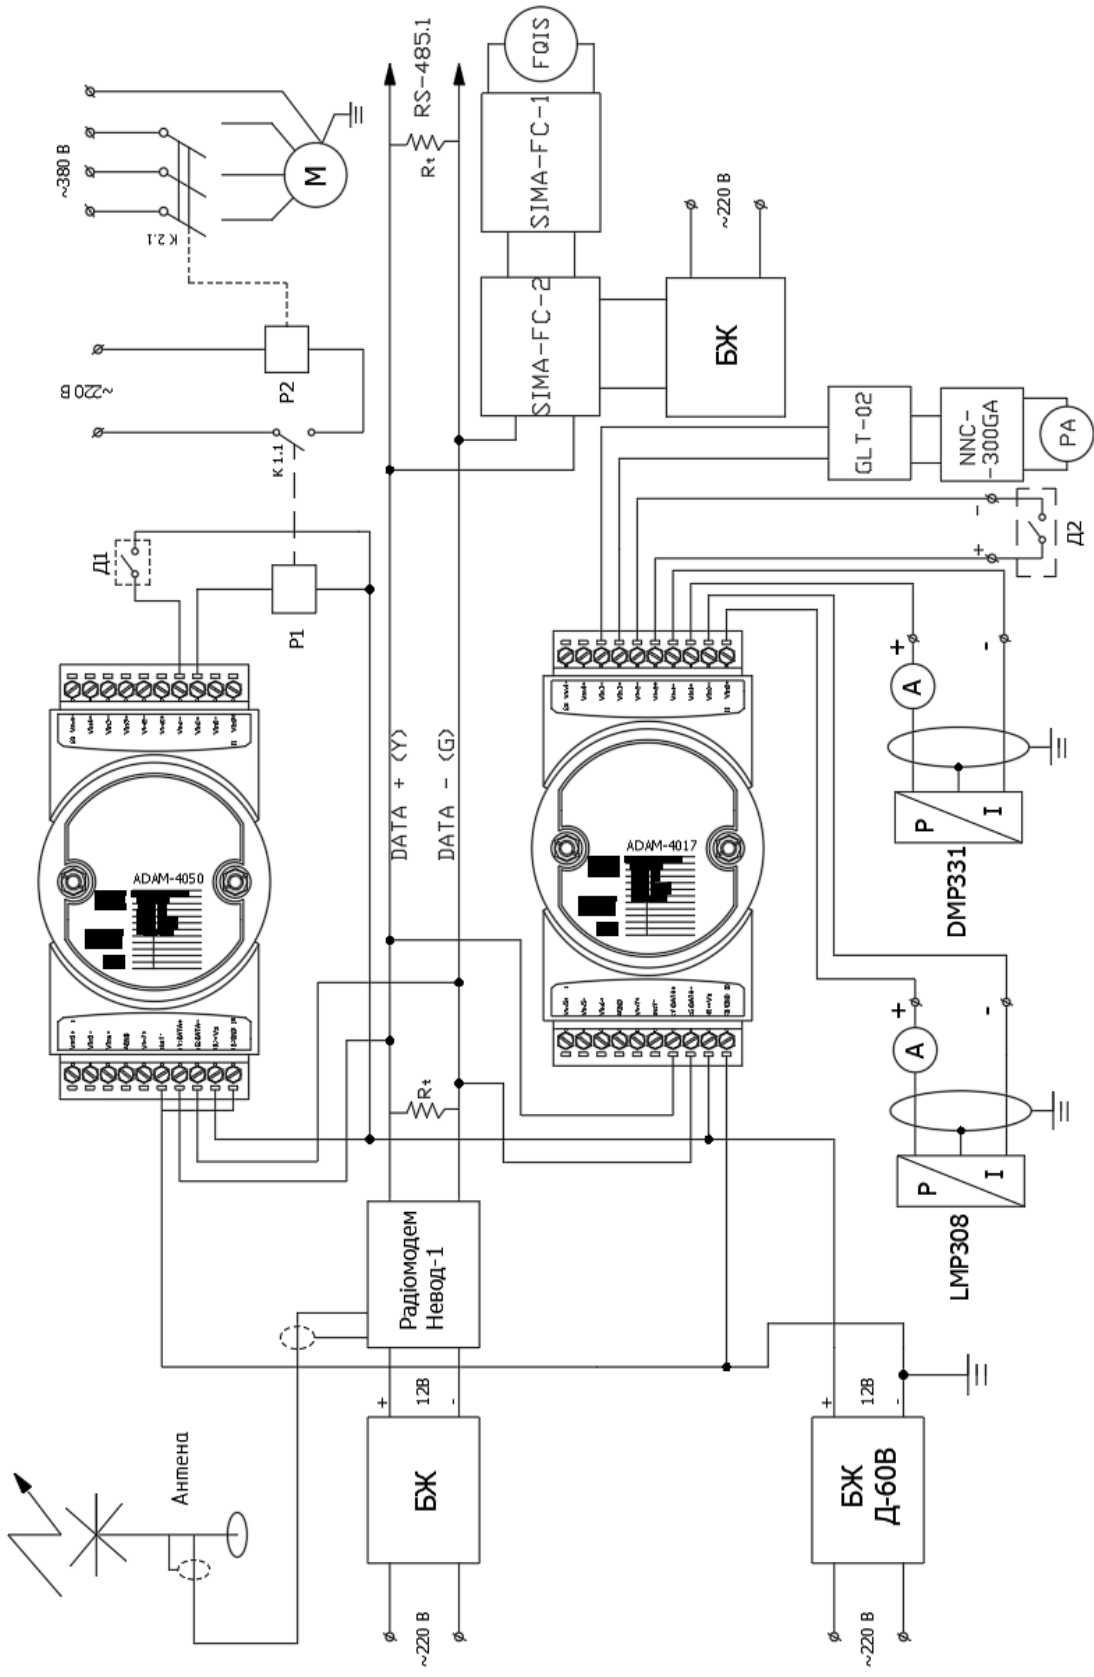 ~380 В
К 2.1
М
~220 В
Р2
К 1.1
Д1
Р1
RS-485.1
Rt
FQIS
SIMA-FC-1
SIMA-FC-2
~220 В
БЖ
GLT-02
NNC-
-300GA
PA
-
+
Д2
ADAM-4050
DATA + (Y)
DATA - (G)
ADAM-4017
+
-
A
P
I
DMP331
+
-
A
P
I
LMP308
Rt
Радіомодем
Невод-1
+
12В
-
БЖ
~220 В
Антена
+
12В
-
БЖ
Д-60В
~220 В